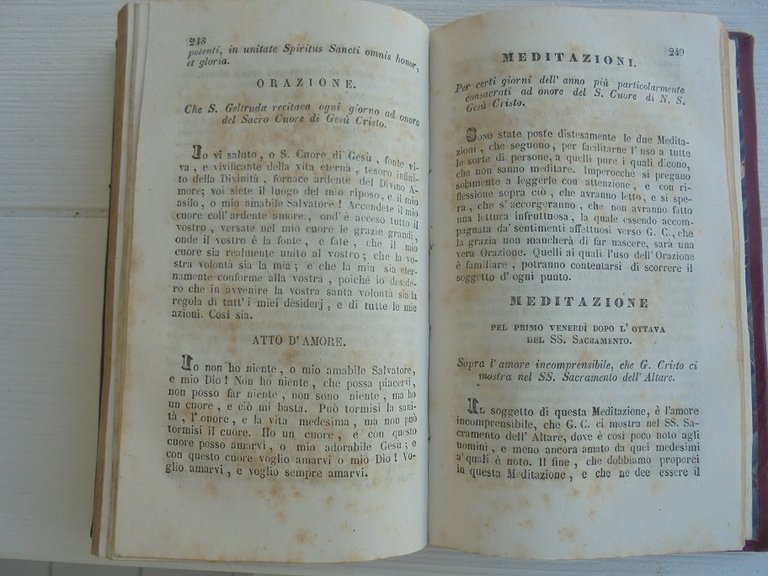 248
potenti, in unitate Spiritus Sancti omnis honor,
et gloria.
ORAZIONE.
Che S. Geltruda recitava ogni giorno ad onore
del Sacro Cuore di Gesù Cristo.
Io vi saluto, o S. Cuore di Gesù, fonte vi-
va, e vivificante della vita eterna, tesoro infini-
to della Divinità, fornace ardente del Divino A-
more; voi siete il luogo del mio riposo, e il mio
asilo, o mio amabile Salvatore! Accendete il mio
cuore coll'ardente amore, ond'è acceso tutto il
vostro, versate nel mio cuore le grazie grandi,
onde il vostro è la fonte, e fate, che il mio
cuore sia realmente unito al vostro; che la vo-
stra volontà sia la mia; e che la mia sia eter-
namente conforme alla vostra, poichè io deside-
ro che in avvenire la vostra santa volontà sia la
regola di tutt'i miei desiderj, e di tutte le mie
azioni. Così sia.
ATTO D'AMORE.
Io non ho niente, o mio amabile Salvatore,
e mio Dio! Non ho niente, che possa piacervi,
non posso far niente, non sono niente, ma ho
un cuore, e ciò mi basta. Può tormisi la sani-
tà, l'onore, e la vita medesima, ma non può
tormisi il cuore. Ho un cuore, e con questo
cuore posso amarvi, o mio adorabile Gesù; e
con questo cuore voglio amarvi o mio Dio! Vo-
glio amarvi, e voglio sempre amarvi.
249
MEDITAZIONI.
Per certi giorni dell'anno più particolarmente
consacrati ad onore del S. Cuore di N. S.
Gesù Cristo.
Sono state poste distesamente le due Medita-
zioni, che seguono, per facilitarne l'uso a tutte
le sorte di persone, a quelli pure i quali dicono,
che non sanno meditare. Imperocchè si pregano
solamente a leggerle con attenzione, e con ri-
flessione sopra ciò, che avranno letto, e si spe-
ra, che s'accorgeranno, che non avranno fatto
una lettura infruttuosa, la quale essendo accom-
pagnata da' sentimenti affettuosi verso G. C., che
la grazia non mancherà di far nascere, sarà una
vera Orazione. Quelli ai quali l'uso dell'Orazione
è familiare, potranno contentarsi di scorrere il
soggetto d'ogni punto.
MEDITAZIONE
PEL PRIMO VENERDÌ DOPO L'OTTAVA
DEL SS. SACRAMENTO.
Sopra l'amore incomprensibile, che G. Cristo ci
mostra nel SS. Sacramento dell'Altare.
Il soggetto di questa Meditazione, è l'amore
incomprensibile, che G. C. ci mostra nel SS. Sa-
cramento dell'Altare, dove è così poco noto agli
uomini, e meno ancora amato da quei medesimi
a' quali è noto. Il fine, che dobbiamo proporci
in questa Meditazione, e che ne dee essere il